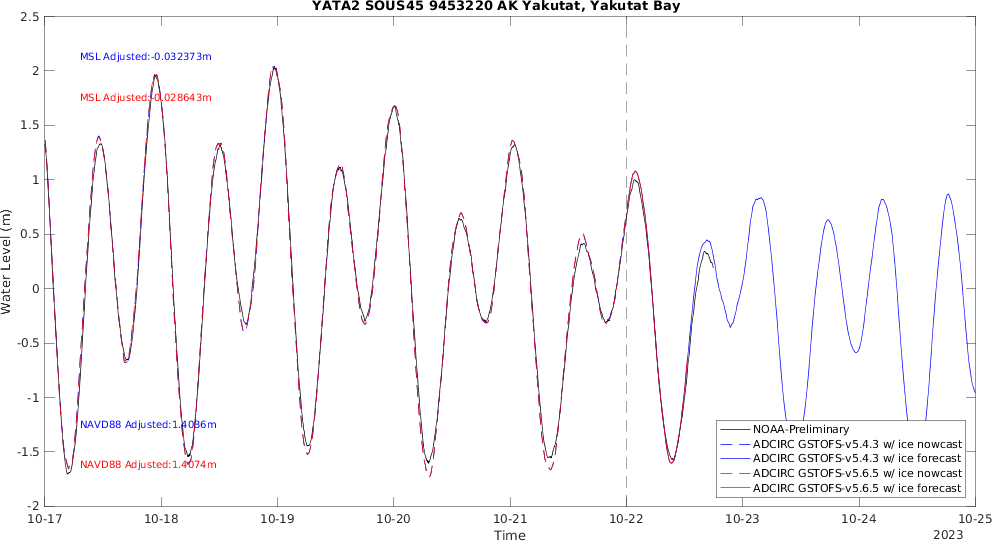 YATA2 SOUS45 9453220 AK Yakutat, Yakutat Bay
2.5
2
1.5
1
0.5
0
-0.5
-1
-1.5
-2
Water Level (m)
MSL Adjusted:-0.032373m
MSL Adjusted:-0.028643m
NAVD88 Adjusted:1.4036m
NAVD88 Adjusted:1.4074m
NOAA-Preliminary
ADCIRC GSTOFS-v5.4.3 w/ ice nowcast
ADCIRC GSTOFS-v5.4.3 w/ ice forecast
ADCIRC GSTOFS-v5.6.5 w/ ice nowcast
ADCIRC GSTOFS-v5.6.5 w/ ice forecast
10-17 10-18 10-19 10-20 10-21 10-22 10-23 10-24 10-25
Time
2023